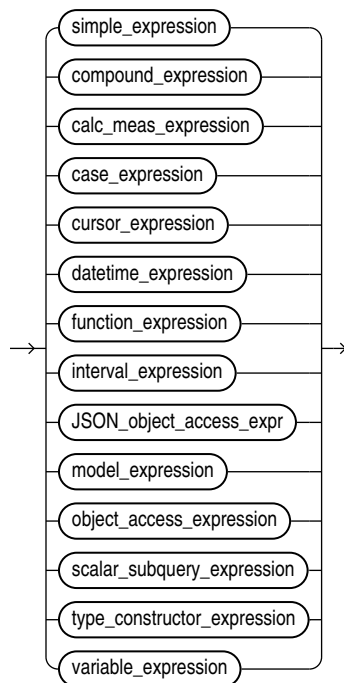 simple_expression
compound_expression
calc_meas_expression
case_expression
cursor_expression
datetime_expression
function_expression
interval_expression
JSON_object_access_expr
model_expression
object_access_expression
scalar_subquery_expression
type_constructor_expression
variable_expression